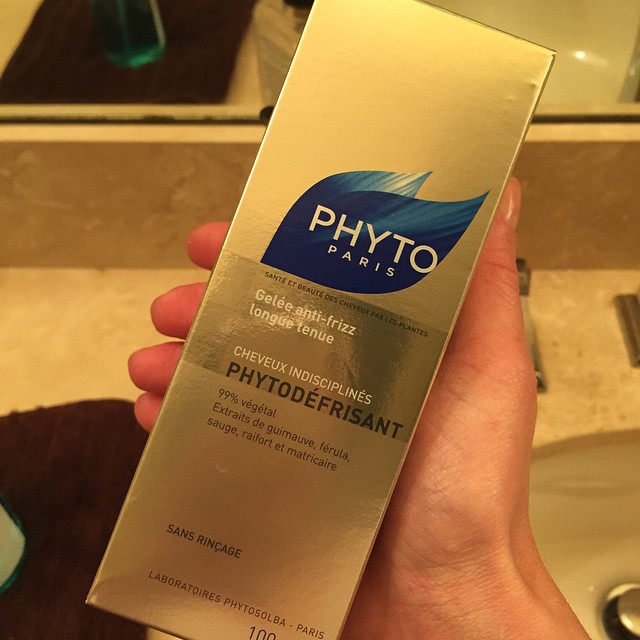 PHYTO
PARIS
SANTÉ ET BEAUTÉ DES CHEVEUX PAR LES PLANTES
Gelée anti-frizz
longue tenue
CHEVEUX INDISCIPLINÉS
PHYTODÉFRISANT
99% végétal
Extraits de guimauve, férula,
sauge, raifort et matricaire
SANS RINÇAGE
LABORATOIRES PHYTOSOLBA - PARIS
100